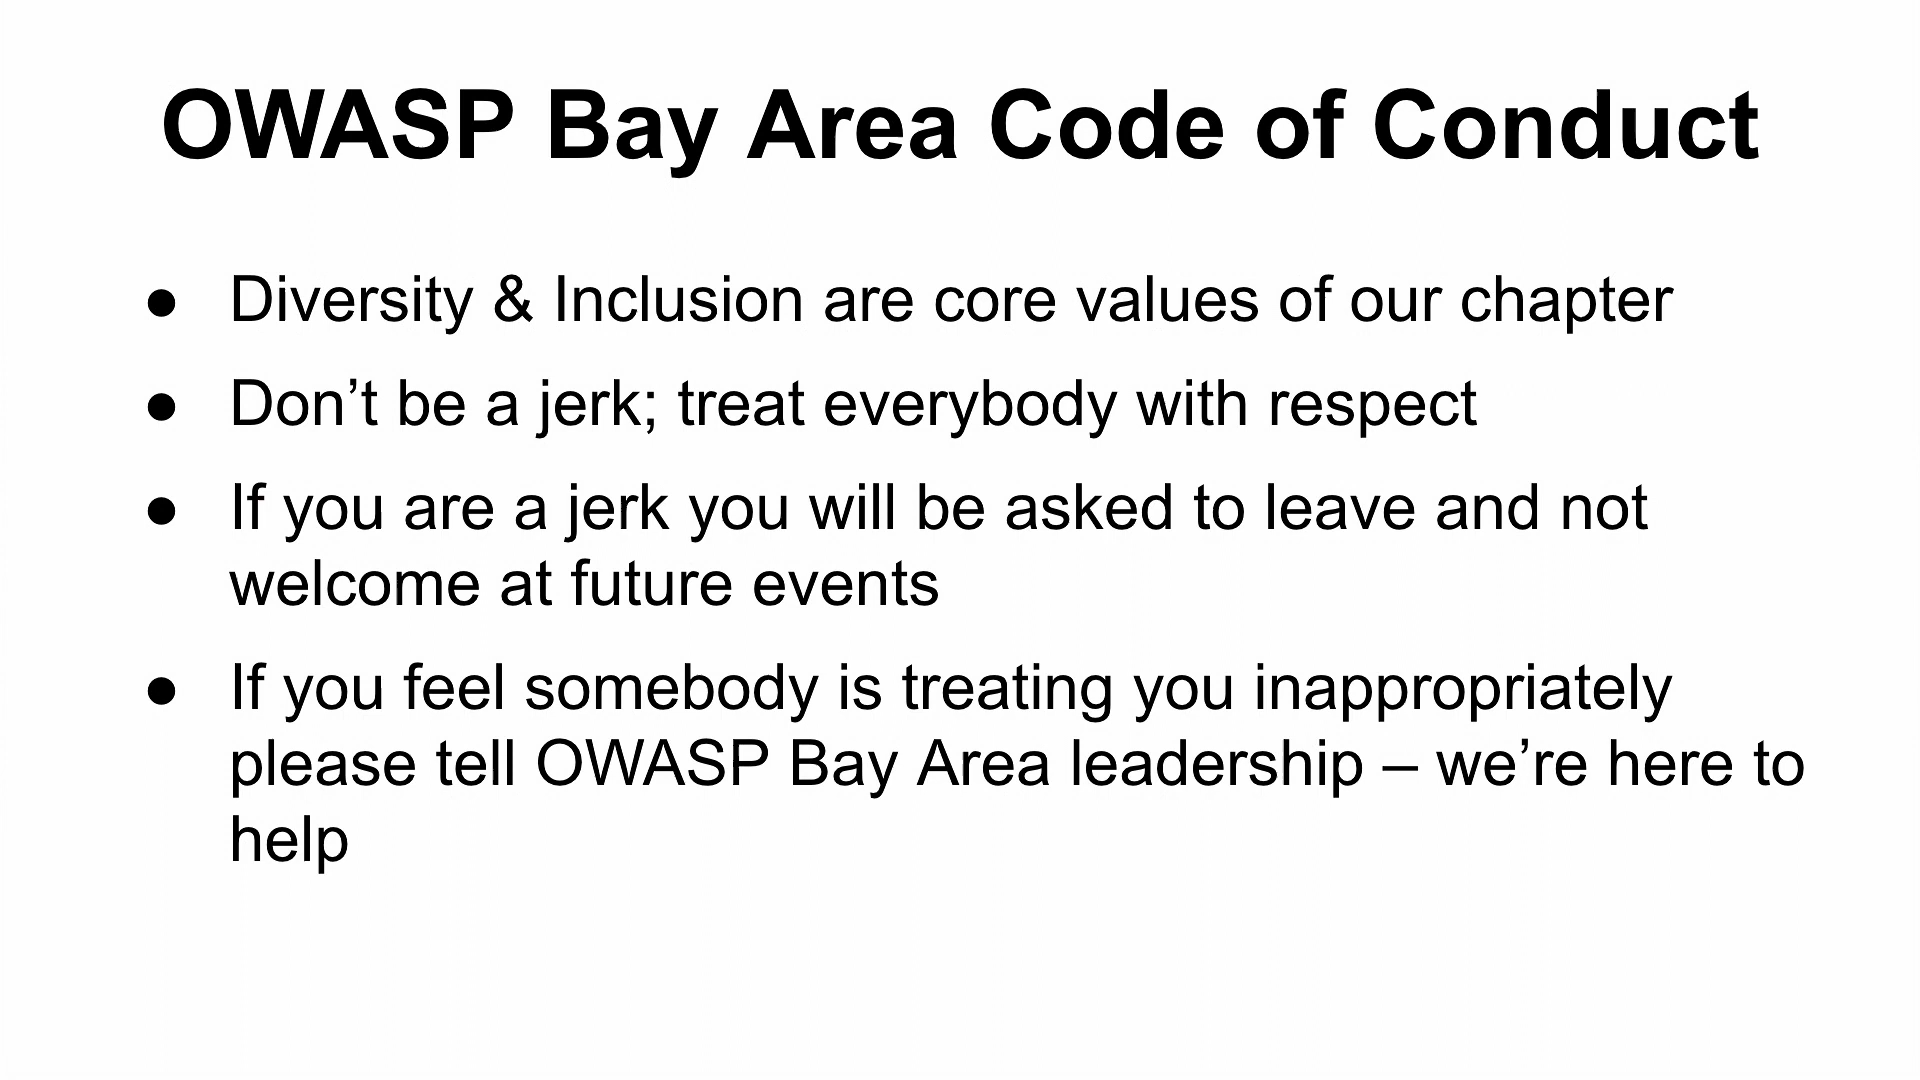 OWASP Bay Area Code of Conduct
● Diversity & Inclusion are core values of our chapter
● Don’t be a jerk; treat everybody with respect
● If you are a jerk you will be asked to leave and not
welcome at future events
● If you feel somebody is treating you inappropriately
please tell OWASP Bay Area leadership – we’re here to
help